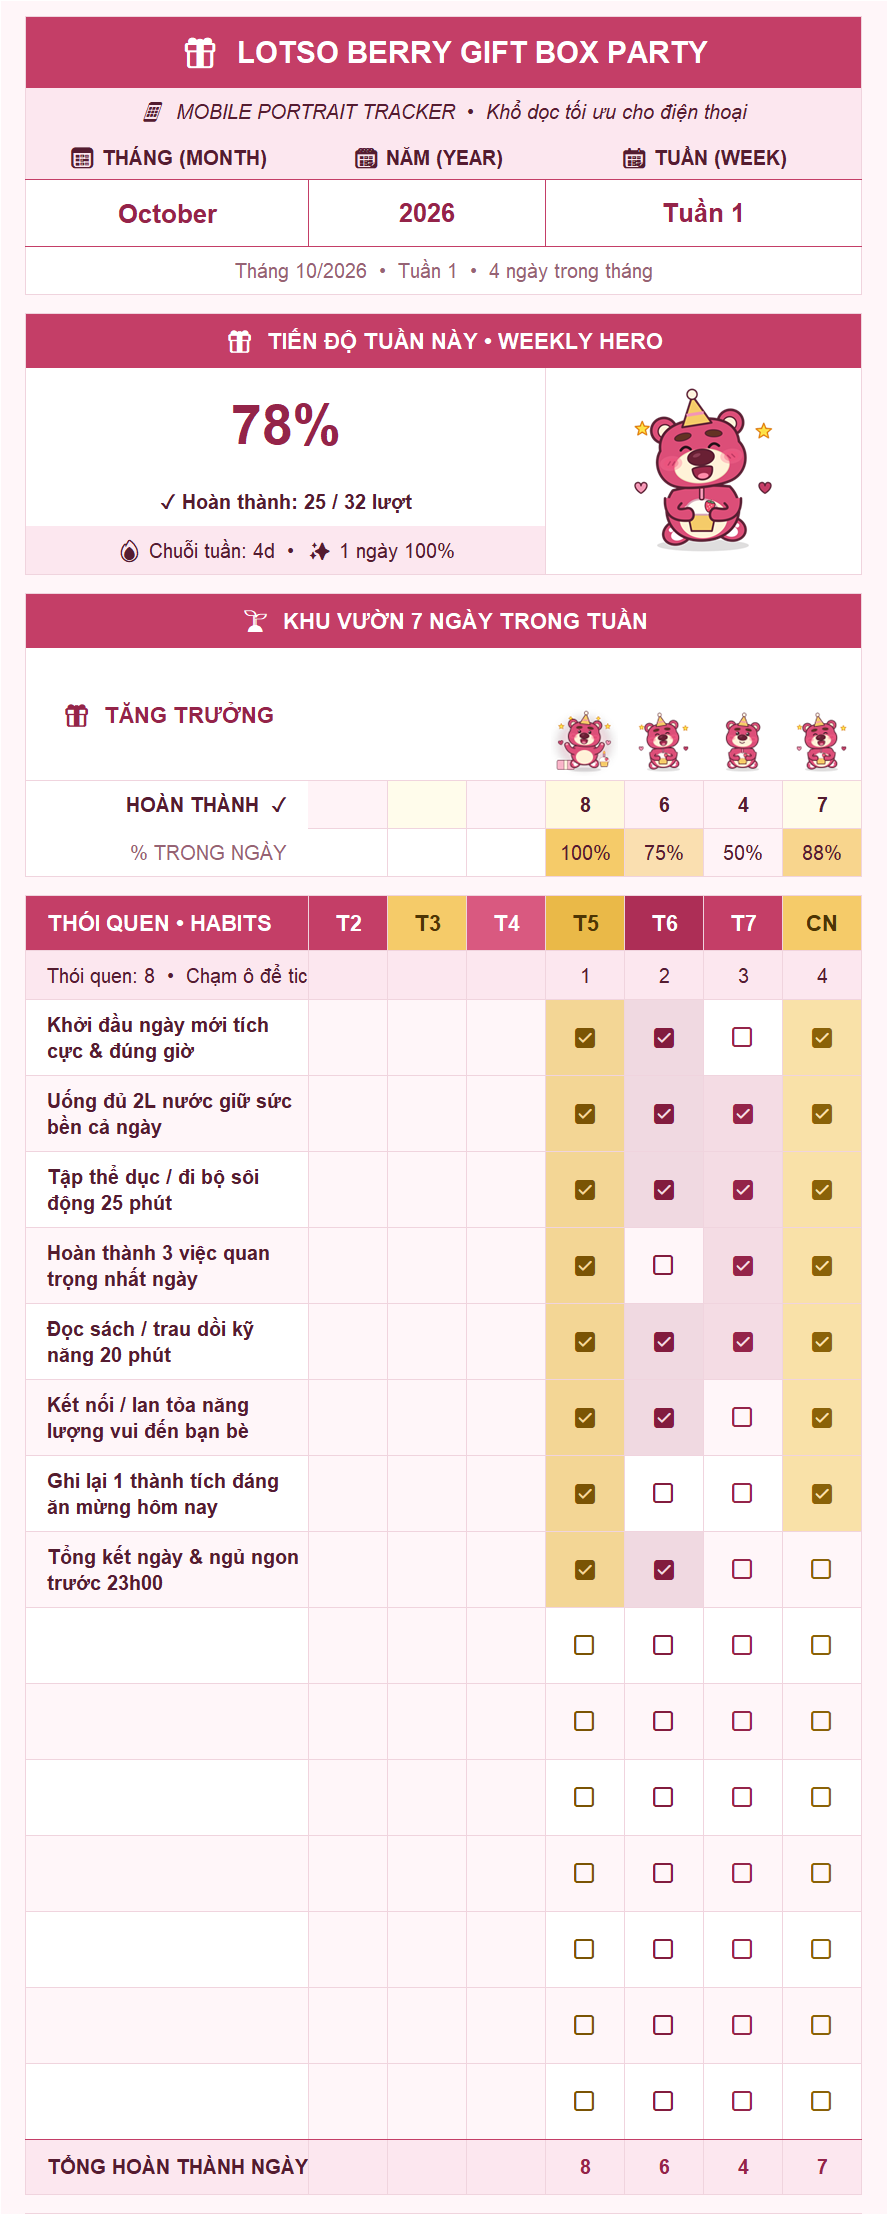 LOTSO BERRY GIFT BOX PARTY
MOBILE PORTRAIT TRACKER • Khổ dọc tối ưu cho điện thoại
THÁNG (MONTH) NĂM (YEAR) TUẦN (WEEK)
October 2026 Tuần 1
Tháng 10/2026 • Tuần 1 • 4 ngày trong tháng
TIẾN ĐỘ TUẦN NÀY • WEEKLY HERO
78%
✓ Hoàn thành: 25 / 32 lượt
Chuỗi tuần: 4d • 1 ngày 100%
KHU VƯỜN 7 NGÀY TRONG TUẦN
TĂNG TRƯỞNG
HOÀN THÀNH ✓ 8 6 4 7
% TRONG NGÀY 100% 75% 50% 88%
THÓI QUEN • HABITS T2 T3 T4 T5 T6 T7 CN
Thói quen: 8 • Chạm ô để tic 1 2 3 4
Khởi đầu ngày mới tích
cực & đúng giờ
Uống đủ 2L nước giữ sức
bền cả ngày
Tập thể dục / đi bộ sôi
động 25 phút
Hoàn thành 3 việc quan
trọng nhất ngày
Đọc sách / trau dồi kỹ
năng 20 phút
Kết nối / lan tỏa năng
lượng vui đến bạn bè
Ghi lại 1 thành tích đáng
ăn mừng hôm nay
Tổng kết ngày & ngủ ngon
trước 23h00
TỔNG HOÀN THÀNH NGÀY 8 6 4 7